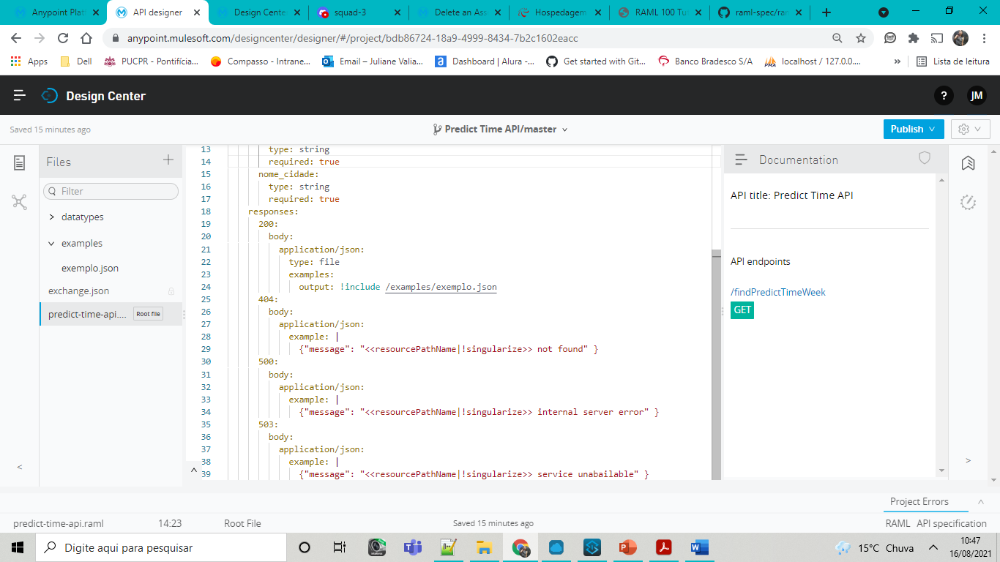 Anypoint Plat
API designer
Design Cente
squad-3
Delete an Ass
Hospedagem
RAML 100 Tut
raml-spec/ram
anypoint.mulesoft.com/designcenter/designer/#/project/bdb86724-18a9-4999-8434-7b2c1602eacc
Apps
Dell
PUCPR - Pontifícia...
Compasso - Intrane...
Email – Juliane Valia...
Dashboard | Alura -...
Get started with Git...
Banco Bradesco S/A
localhost / 127.0.0....
»
Lista de leitura
Design Center
?
JM
Saved 15 minutes ago
Predict Time API/master
Publish
Files
Filter
datatypes
examples
exemplo.json
exchange.json
predict-time-api.... Root file
13 type: string
14 required: true
15 nome_cidade:
16 type: string
17 required: true
18 responses:
19 200:
20 body:
21 application/json:
22 type: file
23 examples:
24 output: !include /examples/exemplo.json
25 404:
26 body:
27 application/json:
28 example: |
29 {"message": "<<resourcePathName|!singularize>> not found" }
30 500:
31 body:
32 application/json:
33 example: |
34 {"message": "<<resourcePathName|!singularize>> internal server error" }
35 503:
36 body:
37 application/json:
38 example: |
39 {"message": "<<resourcePathName|!singularize>> service unabailable" }
Documentation
API title: Predict Time API
API endpoints
/findPredictTimeWeek
GET
Project Errors
predict-time-api.raml
14:23
Root File
Saved 15 minutes ago
RAML API specification
Digite aqui para pesquisar
15°C Chuva
10:47
16/08/2021